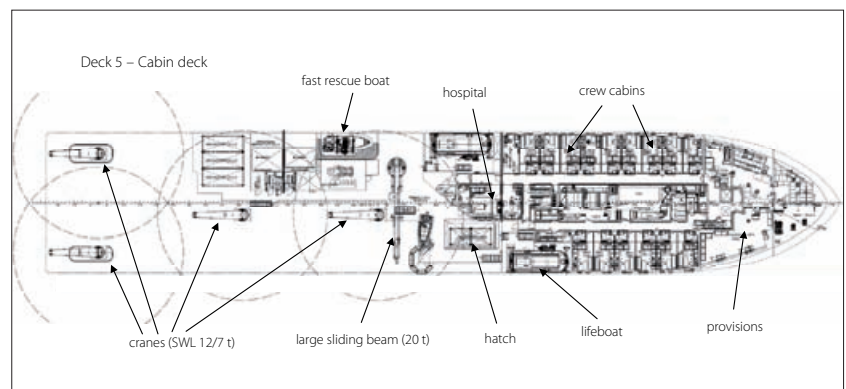 Deck 5 – Cabin deck
fast rescue boat
hospital
crew cabins
cranes (SWL 12/7 t)
large sliding beam (20 t)
hatch
lifeboat
provisions